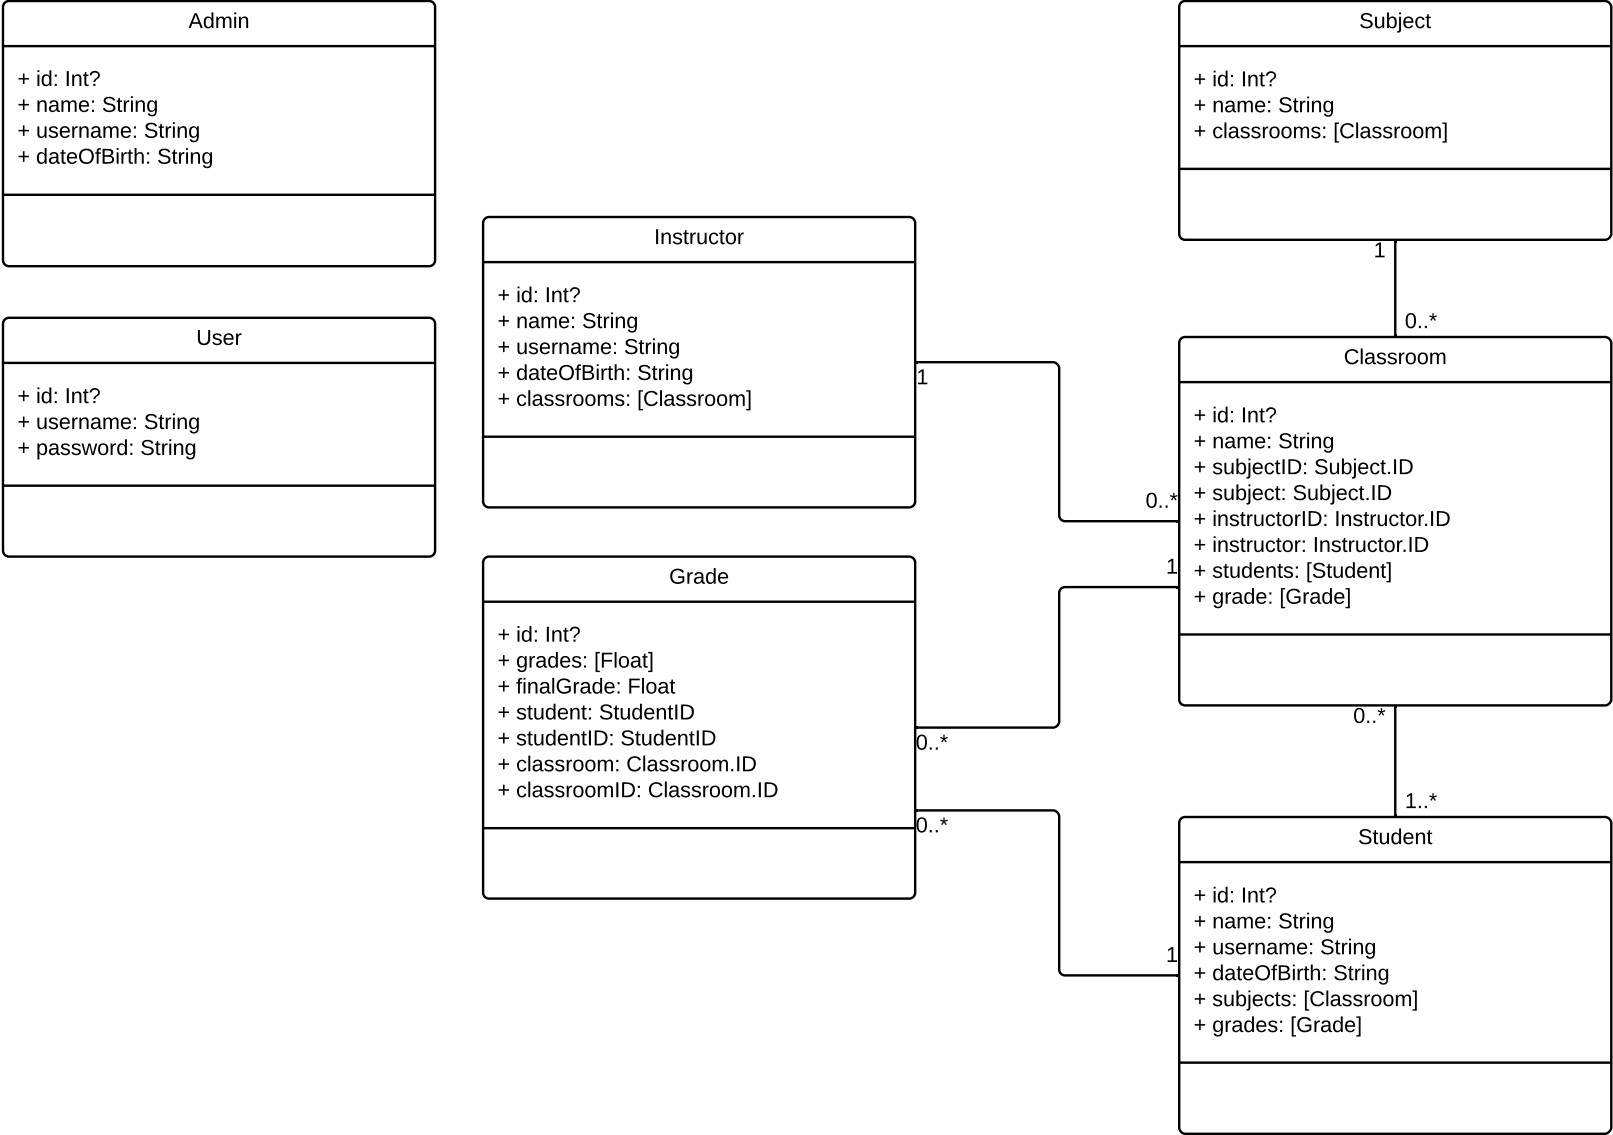 Admin
+ id: Int?
+ name: String
+ username: String
+ dateOfBirth: String
User
+ id: Int?
+ username: String
+ password: String
Instructor
+ id: Int?
+ name: String
+ username: String
+ dateOfBirth: String
+ classrooms: [Classroom]
1
0..*
Grade
+ id: Int?
+ grades: [Float]
+ finalGrade: Float
+ student: StudentID
+ studentID: StudentID
+ classroom: Classroom.ID
+ classroomID: Classroom.ID
0..*
1
0..*
1
Subject
+ id: Int?
+ name: String
+ classrooms: [Classroom]
1
0..*
Classroom
+ id: Int?
+ name: String
+ subjectID: Subject.ID
+ subject: Subject.ID
+ instructorID: Instructor.ID
+ instructor: Instructor.ID
+ students: [Student]
+ grade: [Grade]
0..*
1..*
Student
+ id: Int?
+ name: String
+ username: String
+ dateOfBirth: String
+ subjects: [Classroom]
+ grades: [Grade]